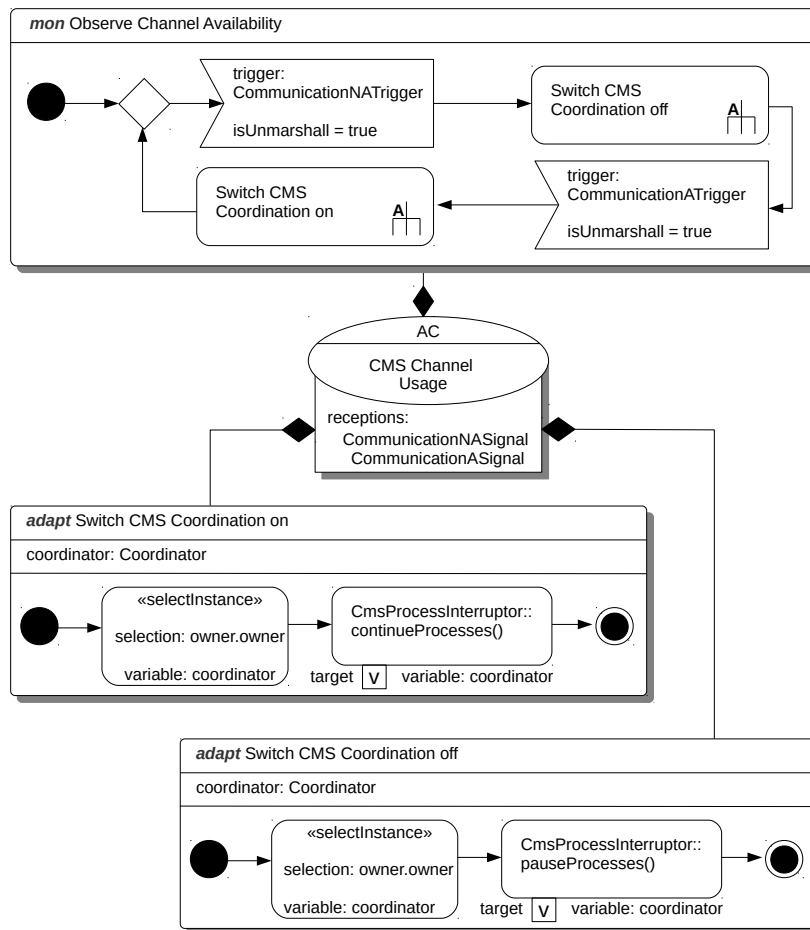 mon Observe Channel Availability
trigger:
CommunicationNATrigger
isUnmarshall = true
Switch CMS
Coordination off
A
Switch CMS
Coordination on
A
trigger:
CommunicationATrigger
isUnmarshall = true
AC
CMS Channel
Usage
receptions:
CommunicationNASignal
CommunicationASignal
adapt Switch CMS Coordination on
coordinator: Coordinator
«selectInstance»
selection: owner.owner
variable: coordinator
CmsProcessInterruptor::
continueProcesses()
target V variable: coordinator
adapt Switch CMS Coordination off
coordinator: Coordinator
«selectInstance»
selection: owner.owner
variable: coordinator
CmsProcessInterruptor::
pauseProcesses()
target V variable: coordinator